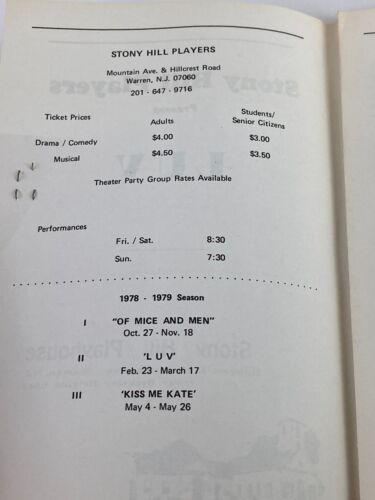 STONY HILL PLAYERS
Mountain Ave. & Hillcrest Road
Warren, N.J. 07060
201 - 647 - 9716
Ticket Prices Adults Students/
Senior Citizens
Drama / Comedy $4.00 $3.00
Musical $4.50 $3.50
Theater Party Group Rates Available
Performances
Fri. / Sat. 8:30
Sun. 7:30
1978 - 1979 Season
I "OF MICE AND MEN"
Oct. 27 - Nov. 18
II 'L U V'
Feb. 23 - March 17
III 'KISS ME KATE'
May 4 - May 26